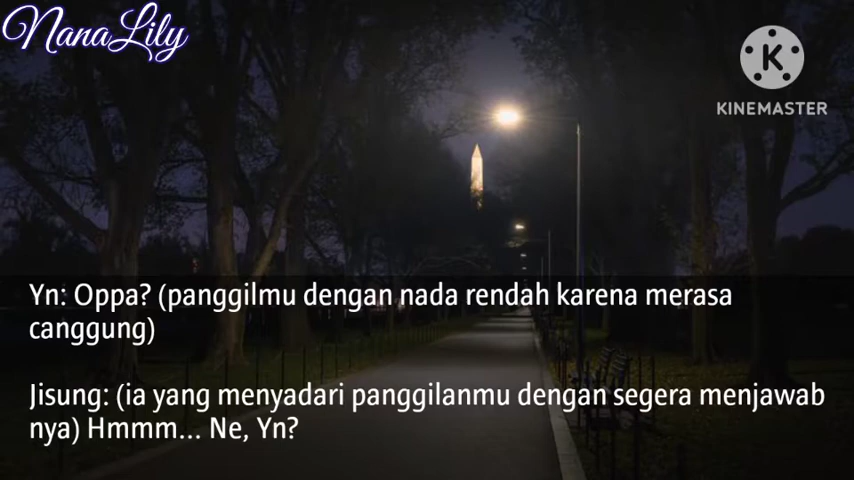 NanaLily
KINEMASTER
Yn: Oppa? (panggilmu dengan nada rendah karena merasa
canggung)
Jisung: (ia yang menyadari panggilanmu dengan segera menjawab
nya) Hmmm... Ne, Yn?